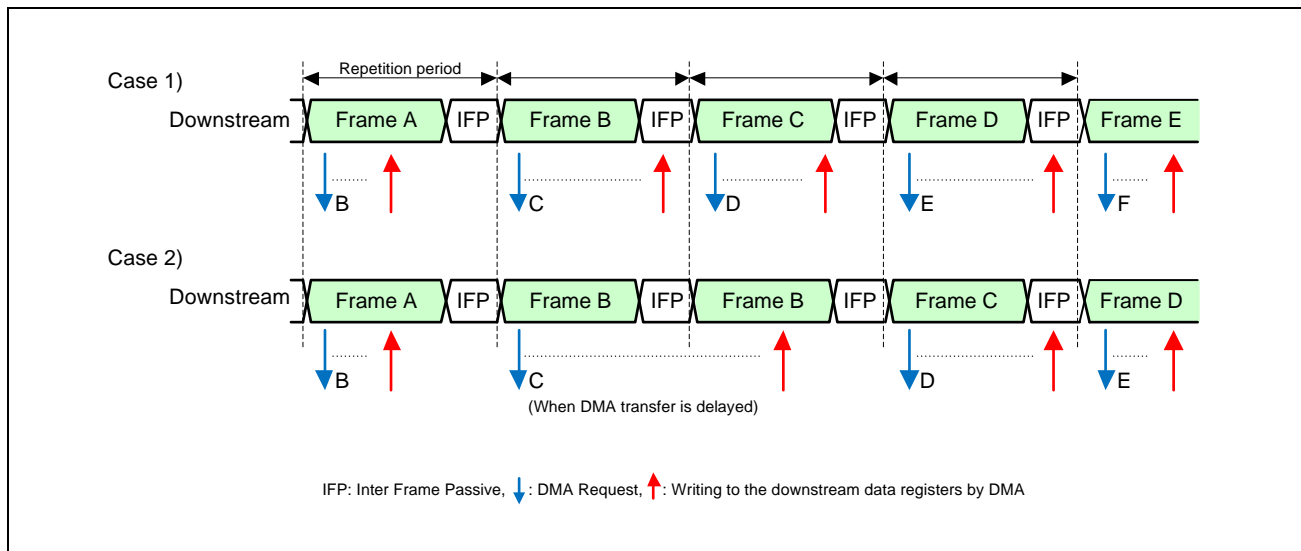 Case 1)
Repetition period
Downstream Frame A IFP Frame B IFP Frame C IFP Frame D IFP Frame E
B C D E F
Case 2)
Downstream Frame A IFP Frame B IFP Frame B IFP Frame C IFP Frame D
B C D E
(When DMA transfer is delayed)
IFP: Inter Frame Passive, : DMA Request, : Writing to the downstream data registers by DMA